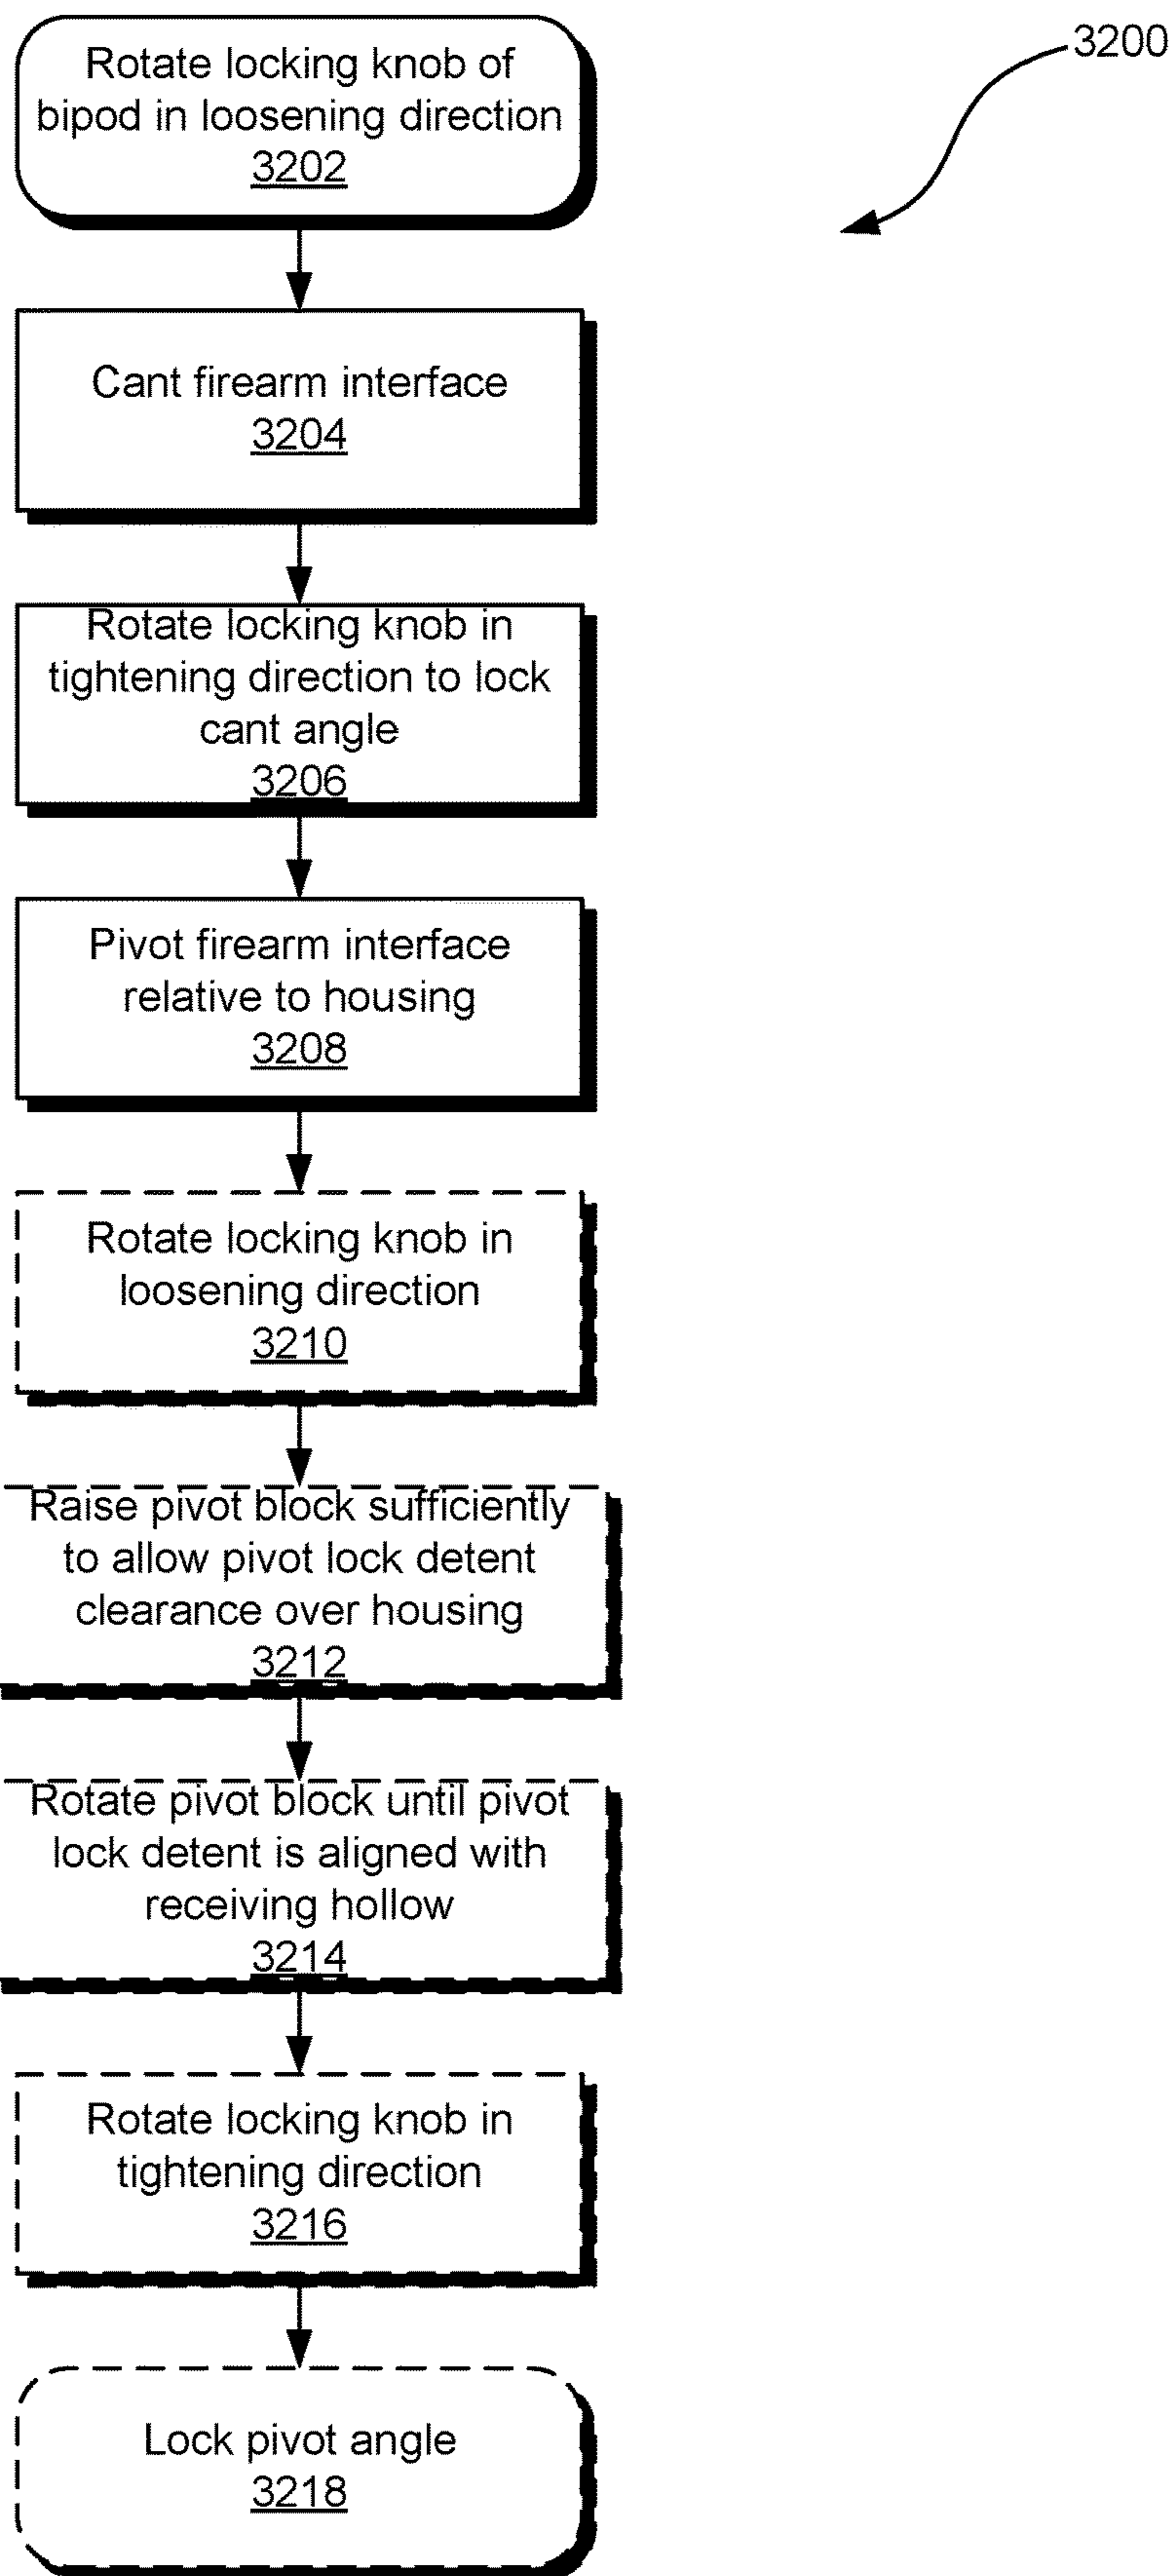 3200
Rotate locking knob of
bipod in loosening direction
3202
Cant firearm interface
3204
Rotate locking knob in
tightening direction to lock
cant angle
3206
Pivot firearm interface
relative to housing
3208
Rotate locking knob in
loosening direction
3210
Raise pivot block sufficiently
to allow pivot lock detent
clearance over housing
3212
Rotate pivot block until pivot
lock detent is aligned with
receiving hollow
3214
Rotate locking knob in
tightening direction
3216
Lock pivot angle
3218